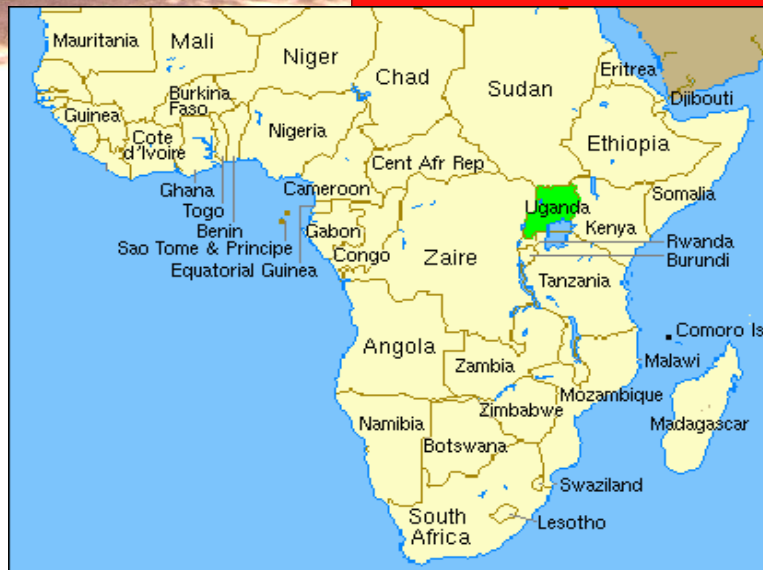 Mauritania
Mali
Niger
Chad
Sudan
Eritrea
Djibouti
Burkina
Faso
Guinea
Cote
d'Ivoire
Nigeria
Ethiopia
Cent Afr Rep
Ghana
Togo
Benin
Sao Tome & Principe
Equatorial Guinea
Cameroon
Gabon
Congo
Zaire
Uganda
Kenya
Somalia
Rwanda
Burundi
Tanzania
Comoro Is
Angola
Zambia
Malawi
Mozambique
Zimbabwe
Namibia
Botswana
Madagascar
Swaziland
South
Africa
Lesotho